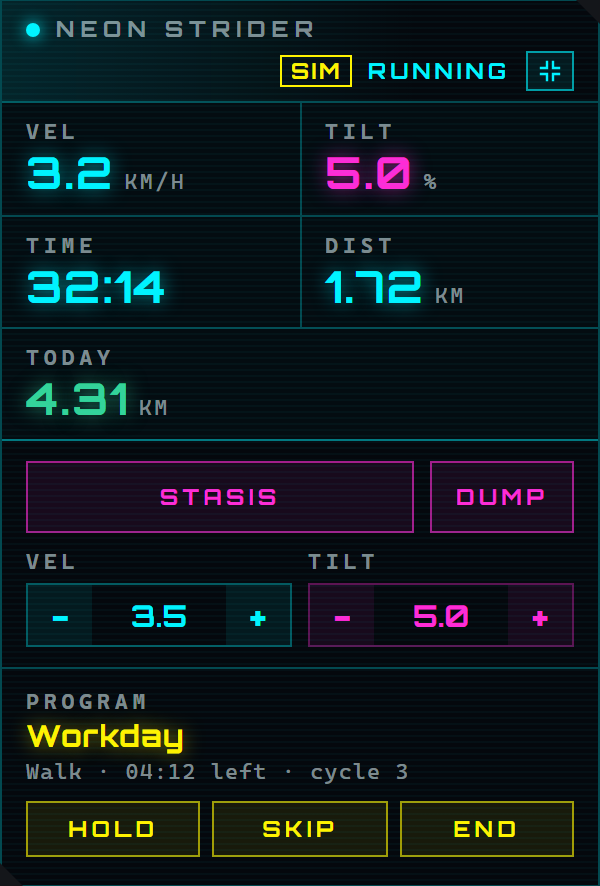 NEON STRIDER
SIM RUNNING
VEL TILT
3.2 KM/H 5.0 %
TIME DIST
32:14 1.72 KM
TODAY
4.31 KM
STASIS DUMP
VEL TILT
- 3.5 + - 5.0 +
PROGRAM
Workday
Walk · 04:12 left · cycle 3
HOLD SKIP END